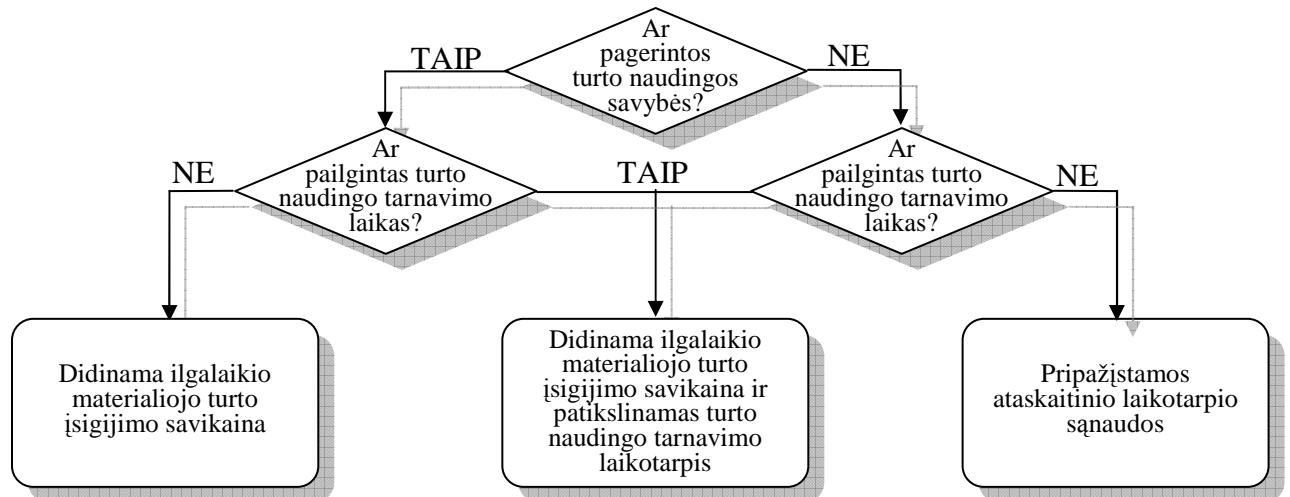 Ar
pagerintos
turto naudingos
savybės?
TAIP
NE
Ar
pailgintas turto
naudingo tarnavimo
laikas?
NE
TAIP
Ar
pailgintas turto
naudingo tarnavimo
laikas?
NE
Didinama ilgalaikio
materialiojo turto
įsigijimo savikaina
Didinama ilgalaikio
materialiojo turto
įsigijimo savikaina ir
patikslinamas turto
naudingo tarnavimo
laikotarpis
Pripažįstamos
ataskaitinio laikotarpio
sąnaudos